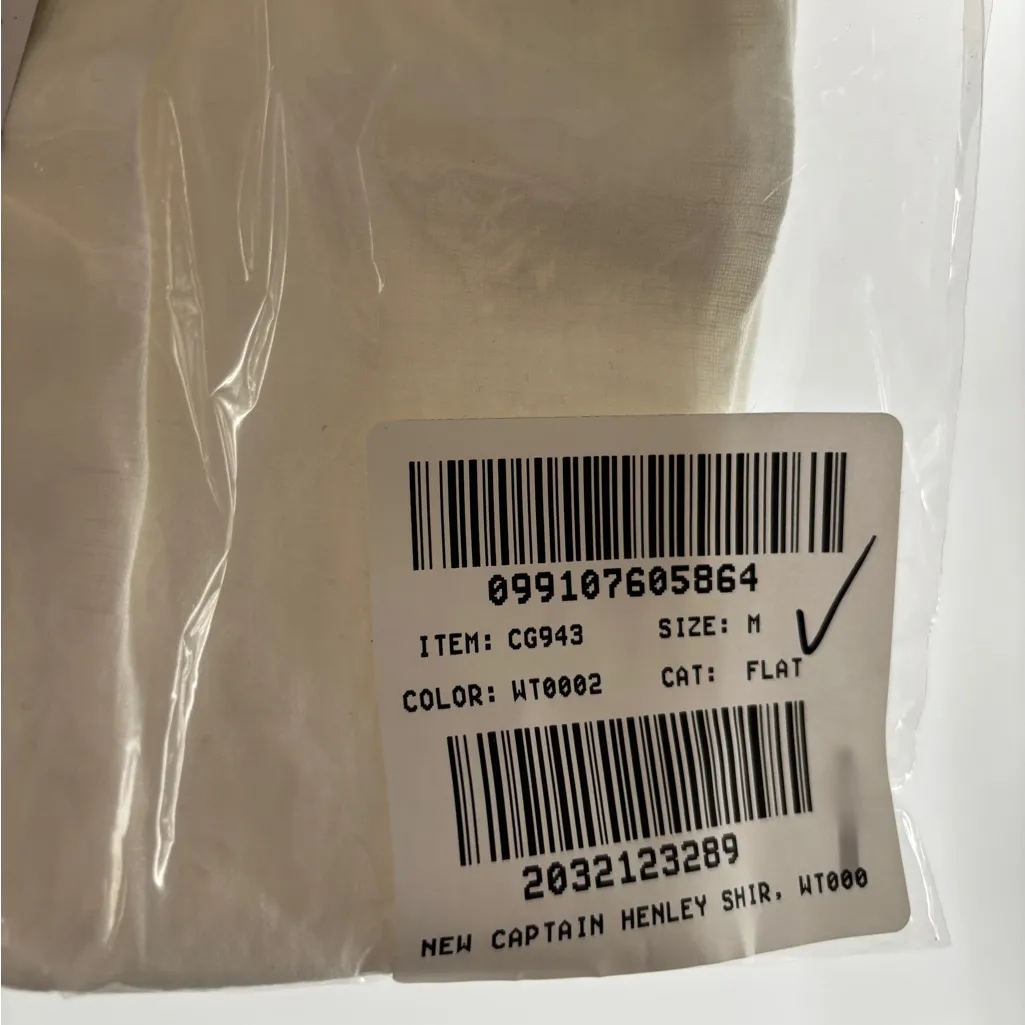 099107605864
ITEM: CG943 SIZE: M
COLOR: WT0002 CAT: FLAT
2032123289
NEW CAPTAIN HENLEY SHIR, WT000